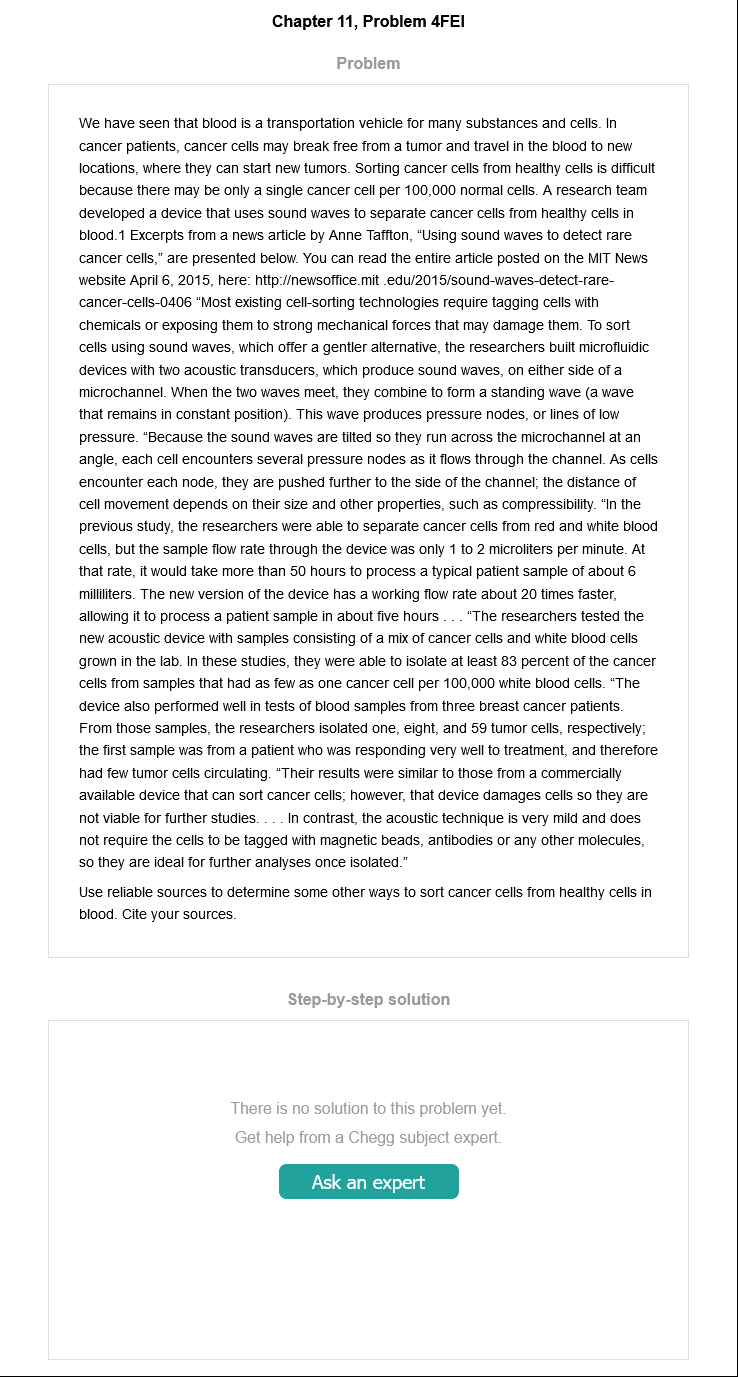 Chapter 11, Problem 4FEI
Problem
We have seen that blood is a transportation vehicle for many substances and cells. In
cancer patients, cancer cells may break free from a tumor and travel in the blood to new
locations, where they can start new tumors. Sorting cancer cells from healthy cells is difficult
because there may be only a single cancer cell per 100,000 normal cells. A research team
developed a device that uses sound waves to separate cancer cells from healthy cells in
blood.1 Excerpts from a news article by Anne Taffton, “Using sound waves to detect rare
cancer cells,” are presented below. You can read the entire article posted on the MIT News
website April 6, 2015, here: http://newsoffice.mit .edu/2015/sound-waves-detect-rare-
cancer-cells-0406 “Most existing cell-sorting technologies require tagging cells with
chemicals or exposing them to strong mechanical forces that may damage them. To sort
cells using sound waves, which offer a gentler alternative, the researchers built microfluidic
devices with two acoustic transducers, which produce sound waves, on either side of a
microchannel. When the two waves meet, they combine to form a standing wave (a wave
that remains in constant position). This wave produces pressure nodes, or lines of low
pressure. “Because the sound waves are tilted so they run across the microchannel at an
angle, each cell encounters several pressure nodes as it flows through the channel. As cells
encounter each node, they are pushed further to the side of the channel; the distance of
cell movement depends on their size and other properties, such as compressibility. “In the
previous study, the researchers were able to separate cancer cells from red and white blood
cells, but the sample flow rate through the device was only 1 to 2 microliters per minute. At
that rate, it would take more than 50 hours to process a typical patient sample of about 6
milliliters. The new version of the device has a working flow rate about 20 times faster,
allowing it to process a patient sample in about five hours . . . “The researchers tested the
new acoustic device with samples consisting of a mix of cancer cells and white blood cells
grown in the lab. In these studies, they were able to isolate at least 83 percent of the cancer
cells from samples that had as few as one cancer cell per 100,000 white blood cells. “The
device also performed well in tests of blood samples from three breast cancer patients.
From those samples, the researchers isolated one, eight, and 59 tumor cells, respectively;
the first sample was from a patient who was responding very well to treatment, and therefore
had few tumor cells circulating. “Their results were similar to those from a commercially
available device that can sort cancer cells; however, that device damages cells so they are
not viable for further studies. . . . In contrast, the acoustic technique is very mild and does
not require the cells to be tagged with magnetic beads, antibodies or any other molecules,
so they are ideal for further analyses once isolated.”
Use reliable sources to determine some other ways to sort cancer cells from healthy cells in
blood. Cite your sources.
Step-by-step solution
There is no solution to this problem yet.
Get help from a Chegg subject expert.
Ask an expert